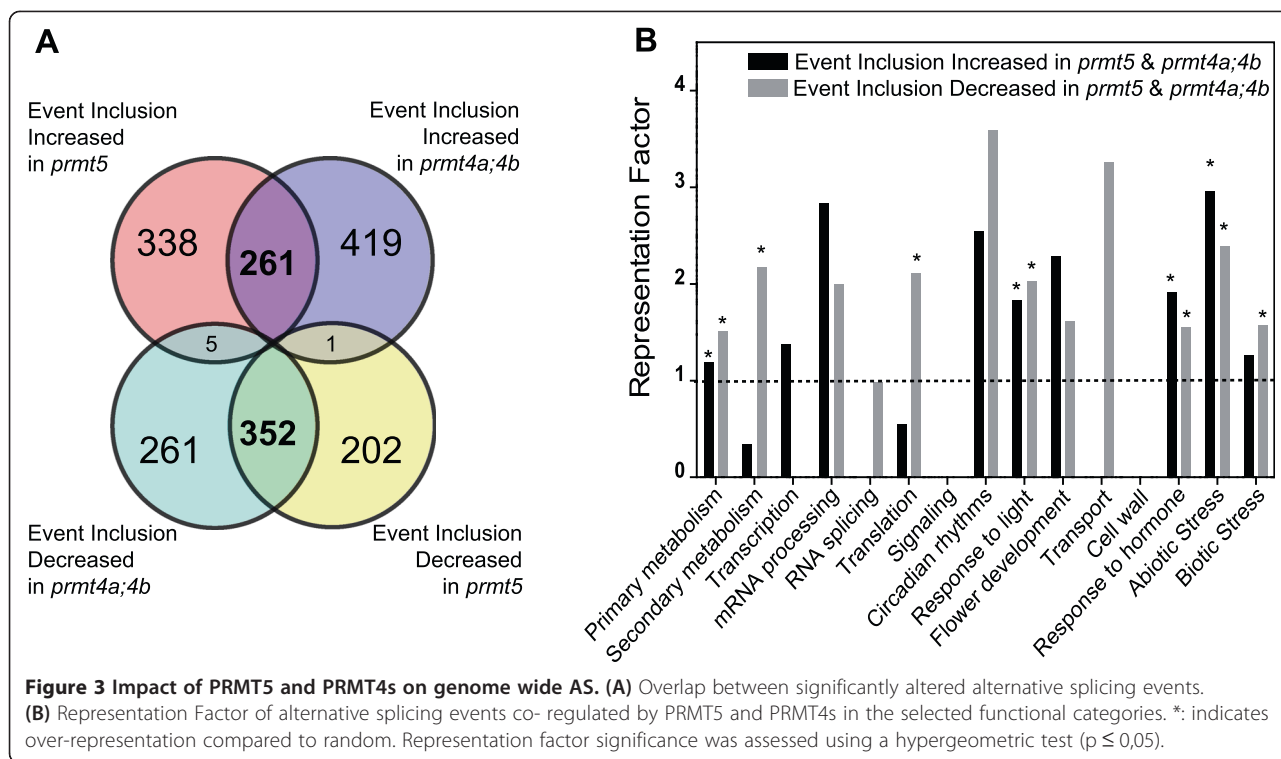 A
Event Inclusion
Increased
in prmt5
Event Inclusion
Increased
in prmt4a;4b
338
261
419
5
1
261
352
202
Event Inclusion
Decreased
in prmt4a;4b
Event Inclusion
Decreased
in prmt5
B
Event Inclusion Increased in prmt5 & prmt4a;4b
Event Inclusion Decreased in prmt5 & prmt4a;4b
Representation Factor
4
3
2
1
0
* * * * * * * * * * * *
Primary metabolism
Secondary metabolism
Transcription
mRNA processing
RNA splicing
Translation
Signaling
Circadian rhythms
Response to light
Flower development
Transport
Cell wall
Response to hormone
Abiotic Stress
Biotic Stress
Figure 3 Impact of PRMT5 and PRMT4s on genome wide AS. (A) Overlap between significantly altered alternative splicing events.
(B) Representation Factor of alternative splicing events co- regulated by PRMT5 and PRMT4s in the selected functional categories. *: indicates
over-representation compared to random. Representation factor significance was assessed using a hypergeometric test (p ≤ 0,05).